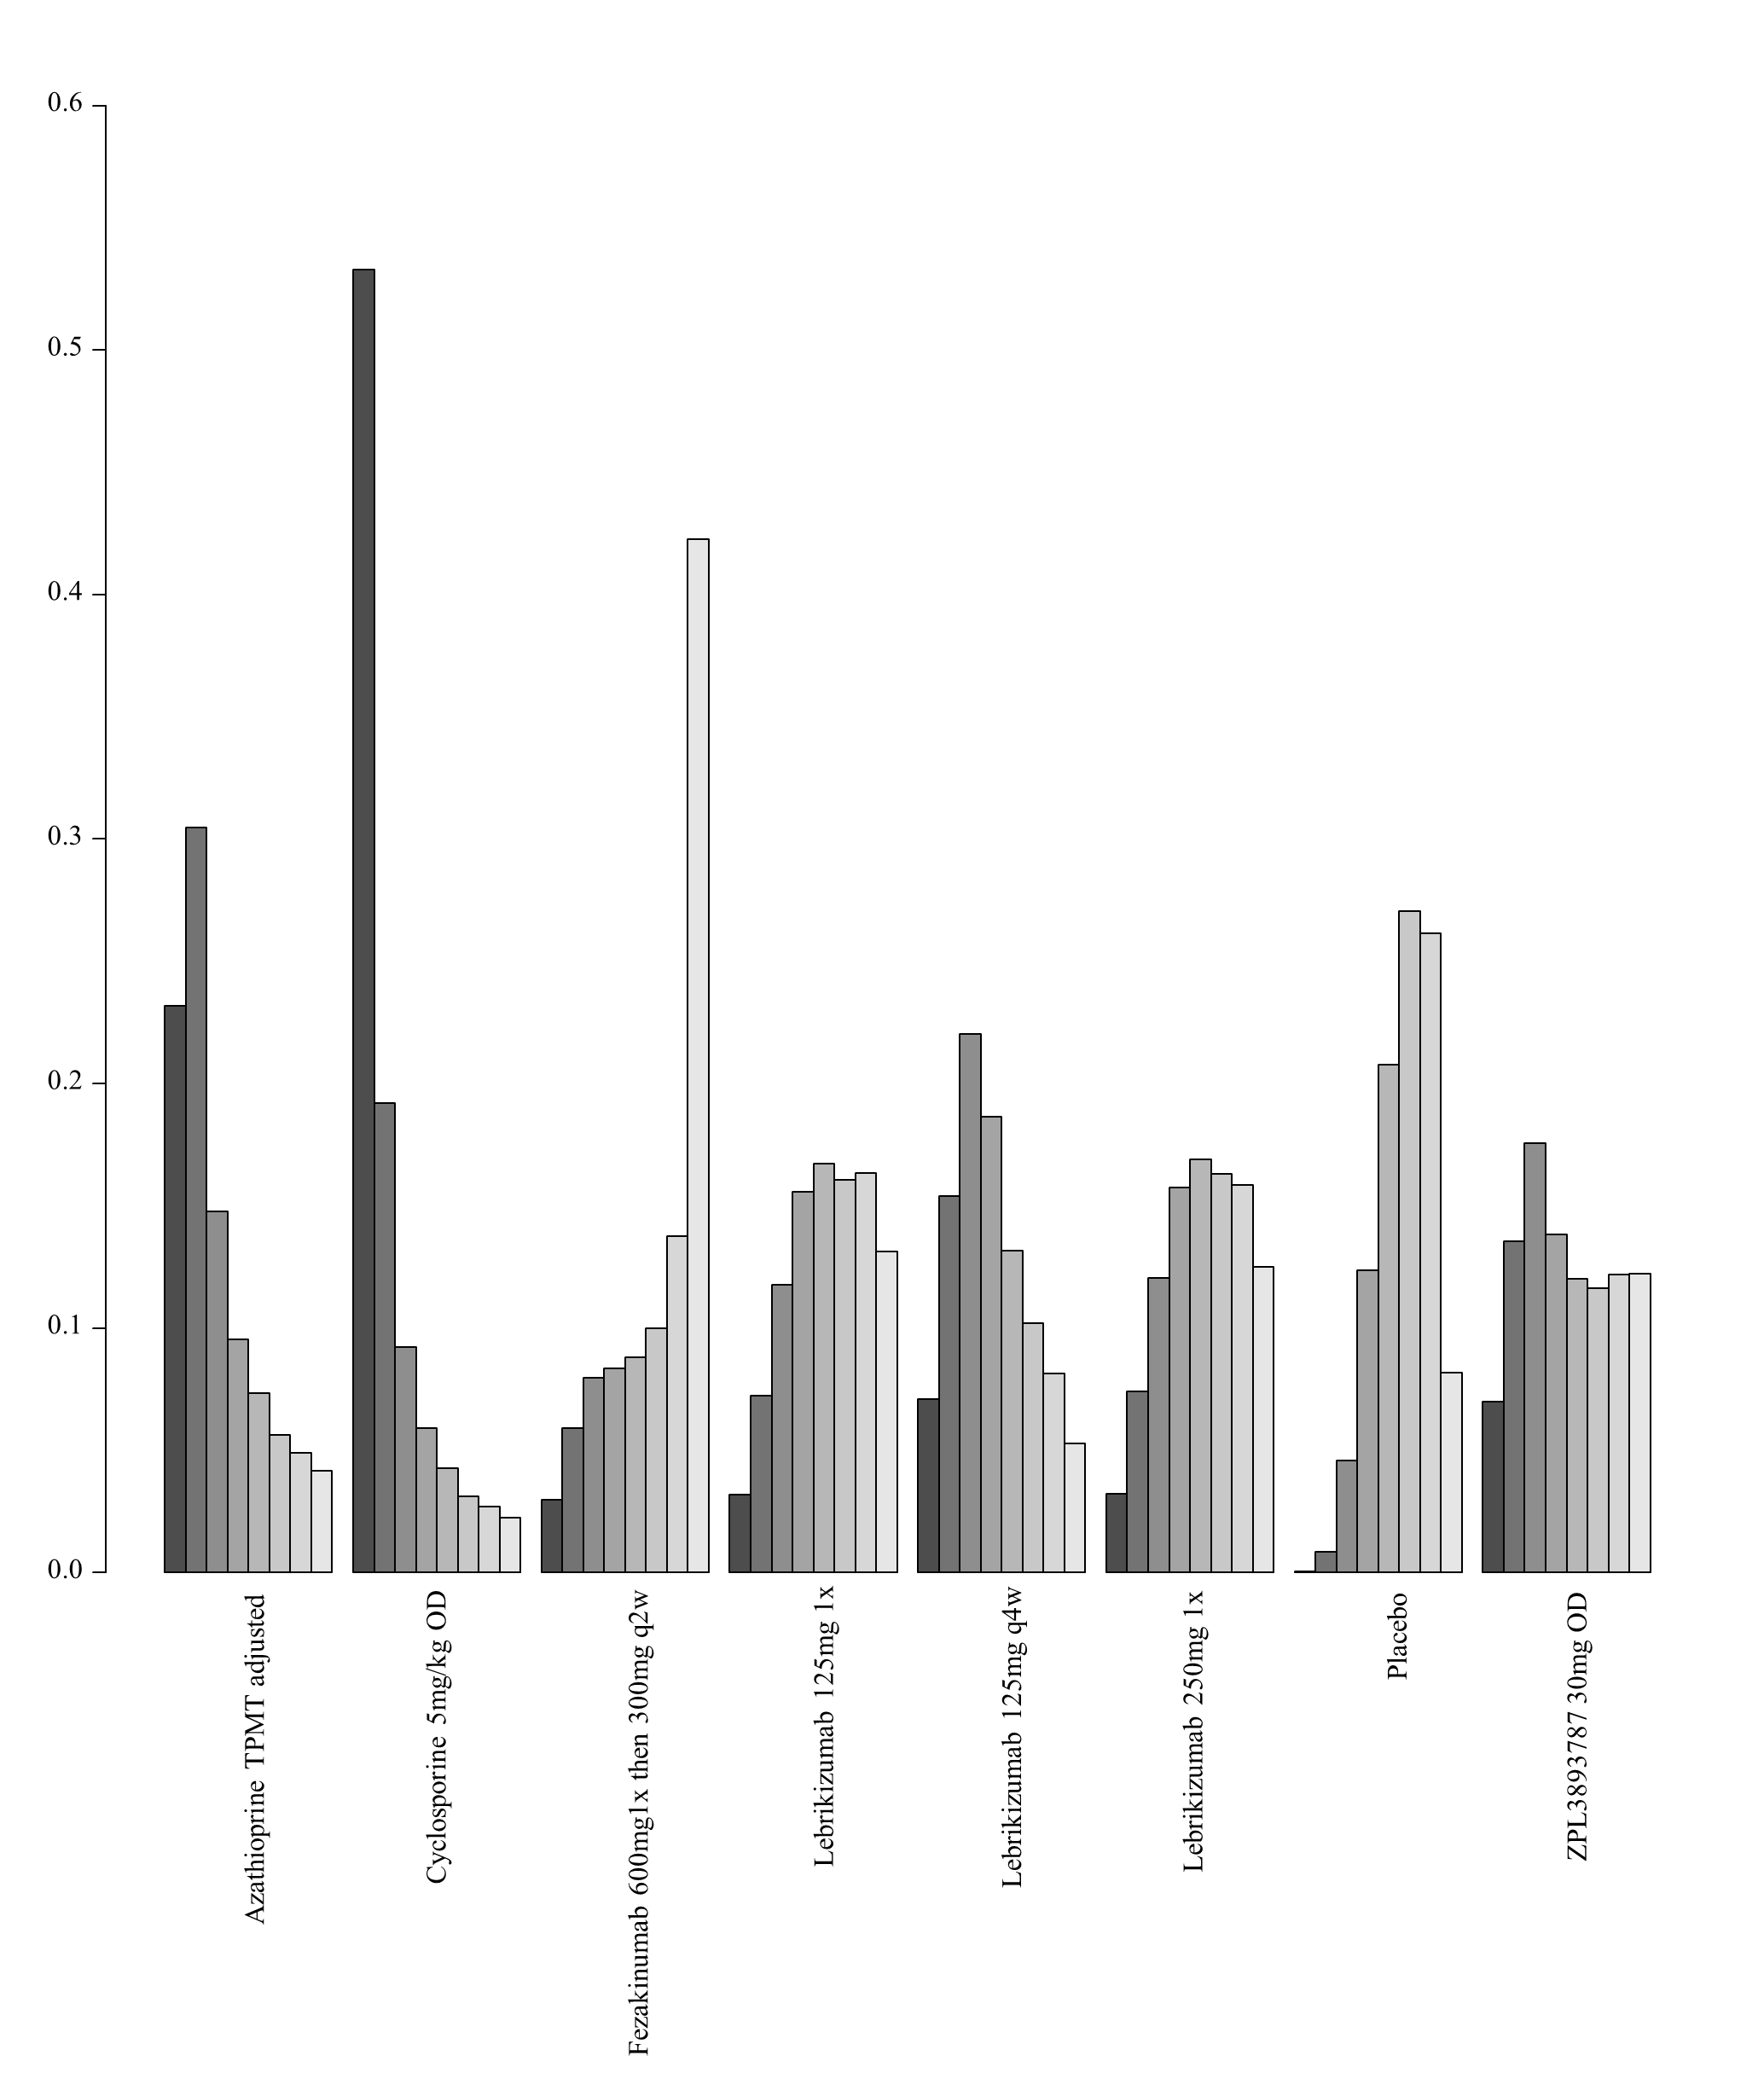 0.6
0.5
0.4
0.3
0.2
0.1
0.0
Azathioprine TPMT adjusted
Cyclosporine 5mg/kg OD
Fezakinumab 600mg1x then 300mg q2w
Lebrikizumab 125mg 1x
Lebrikizumab 125mg q4w
Lebrikizumab 250mg 1x
Placebo
ZPL3893787 30mg OD